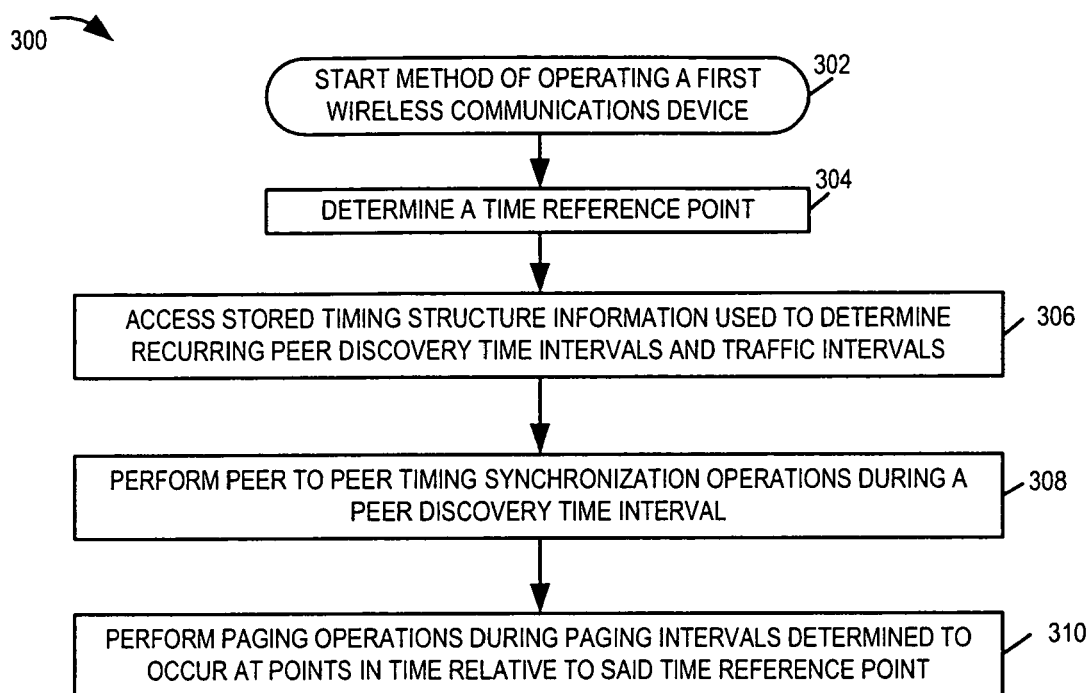 300
START METHOD OF OPERATING A FIRST
WIRELESS COMMUNICATIONS DEVICE
302
DETERMINE A TIME REFERENCE POINT
304
ACCESS STORED TIMING STRUCTURE INFORMATION USED TO DETERMINE
RECURRING PEER DISCOVERY TIME INTERVALS AND TRAFFIC INTERVALS
306
PERFORM PEER TO PEER TIMING SYNCHRONIZATION OPERATIONS DURING A
PEER DISCOVERY TIME INTERVAL
308
PERFORM PAGING OPERATIONS DURING PAGING INTERVALS DETERMINED TO
OCCUR AT POINTS IN TIME RELATIVE TO SAID TIME REFERENCE POINT
310